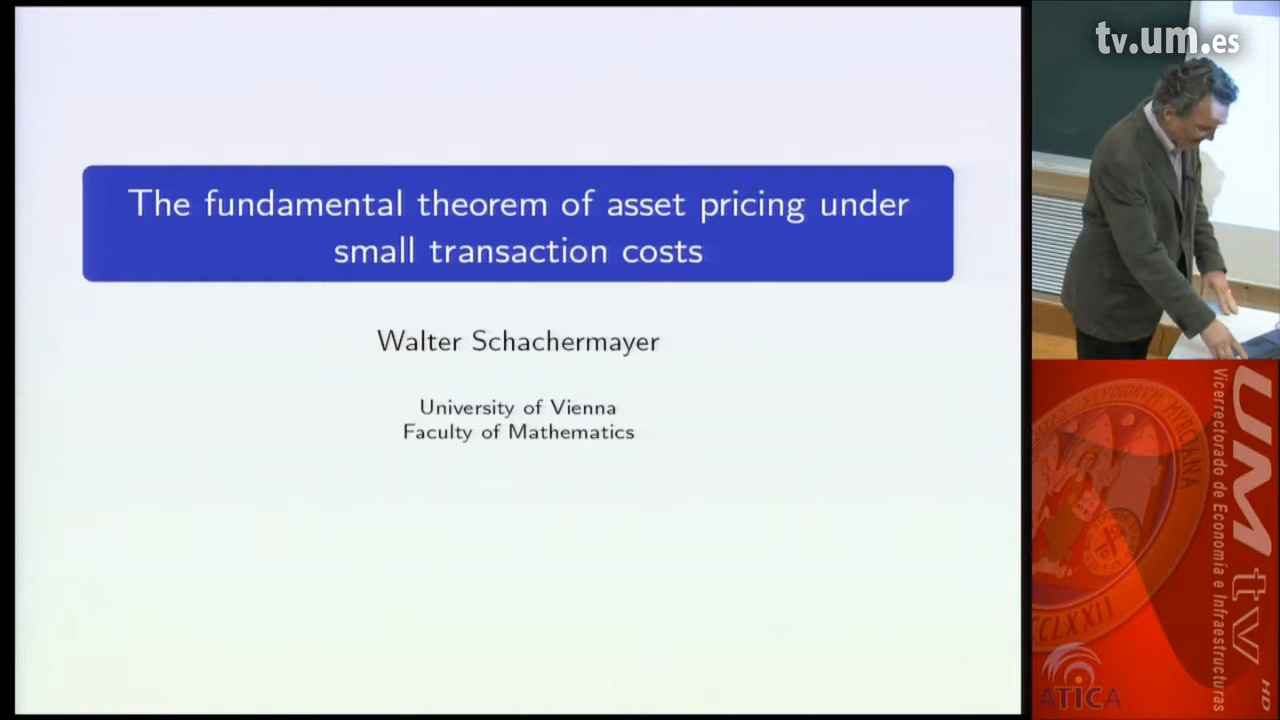 The fundamental theorem of asset pricing under
small transaction costs
Walter Schachermayer
University of Vienna
Faculty of Mathematics
tv.um.es
UM tv HD
Vicerrectorado de Economía e Infraestructuras
ATICA